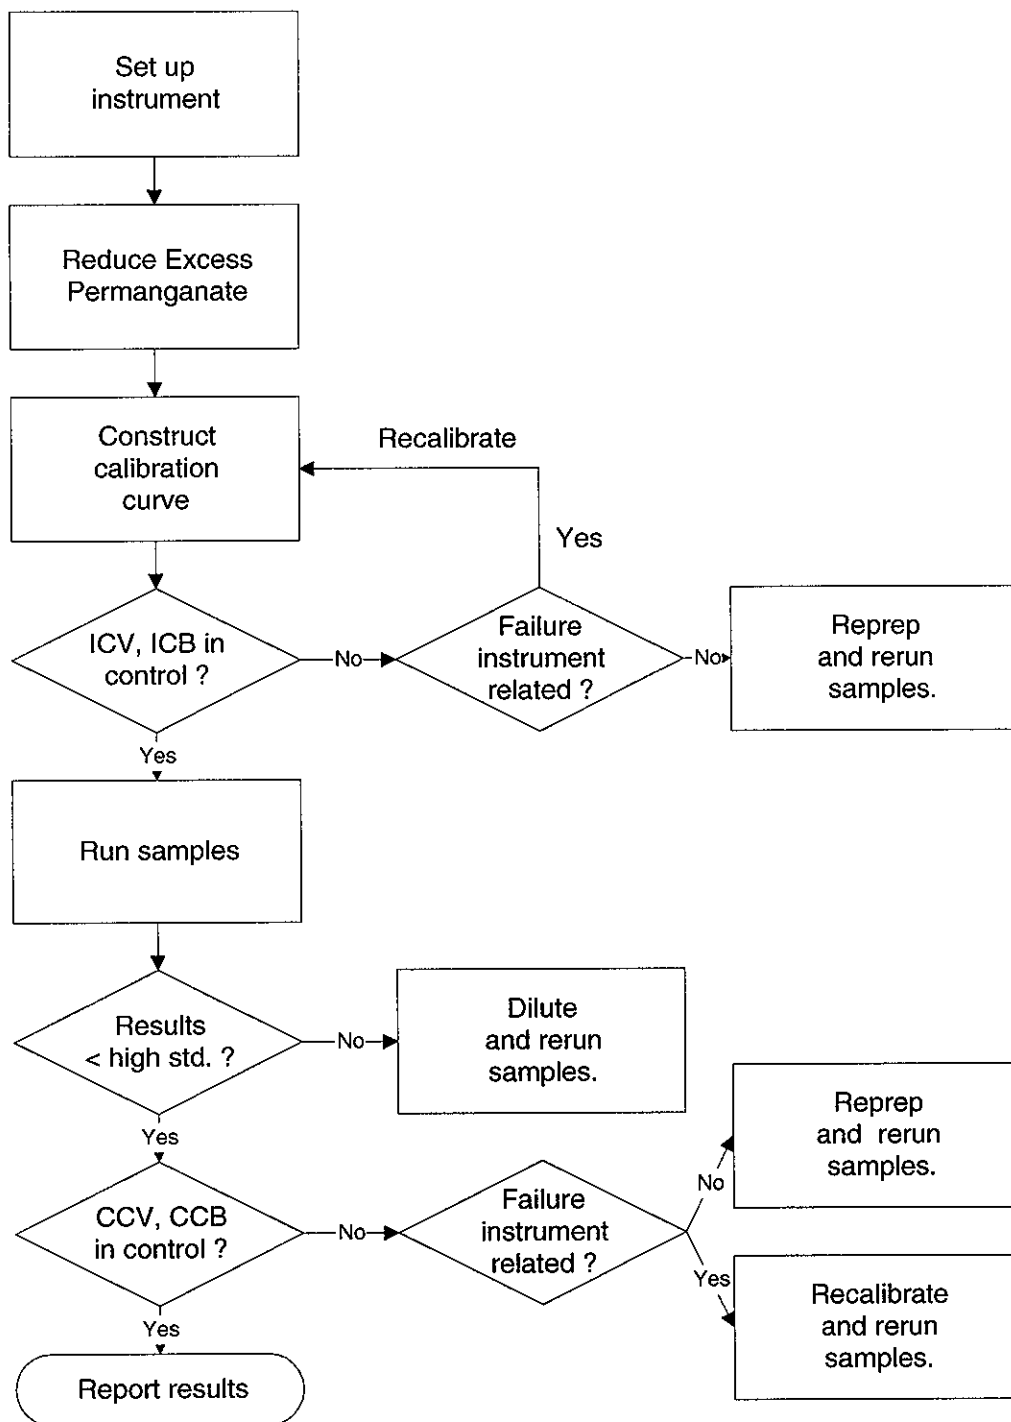 Set up
instrument
Reduce Excess
Permanganate
Construct
calibration
curve
Recalibrate
Yes
ICV, ICB in
control ?
No
Failure
instrument
related ?
No
Reprep
and rerun
samples.
Yes
Run samples
Results
< high std. ?
No
Dilute
and rerun
samples.
Yes
CCV, CCB
in control ?
No
Failure
instrument
related ?
No
Reprep
and rerun
samples.
Yes
Recalibrate
and rerun
samples.
Yes
Report results